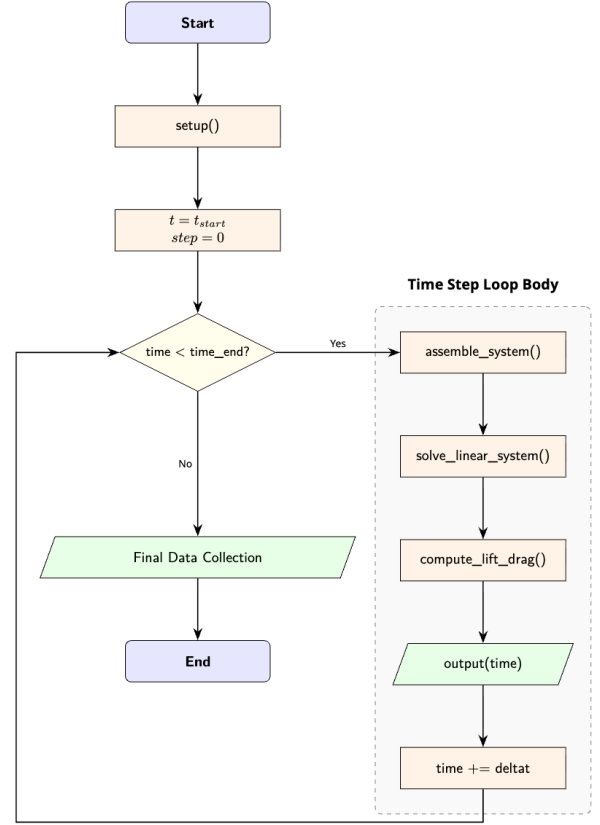 Start
setup()
t = t_start
step = 0
time < time_end?
Yes
No
Final Data Collection
End
Time Step Loop Body
assemble_system()
solve_linear_system()
compute_lift_drag()
output(time)
time += deltat